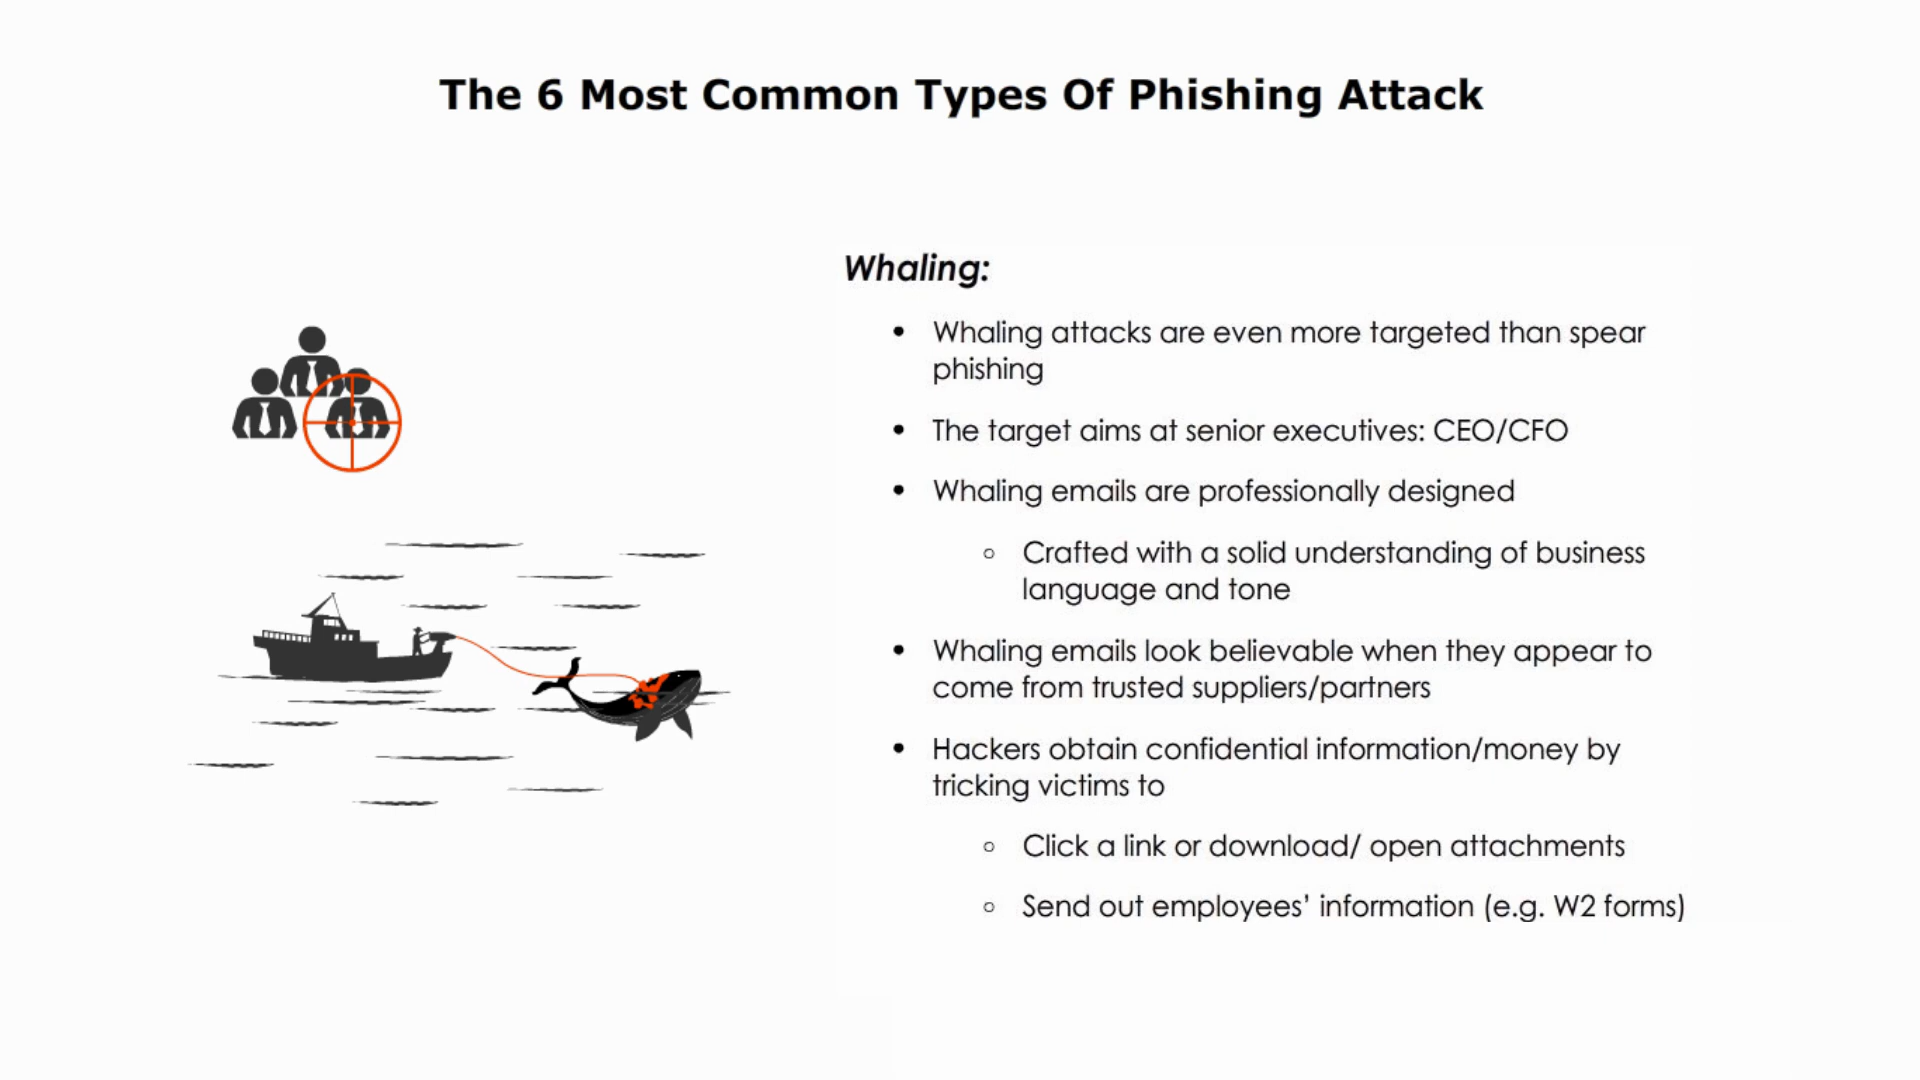 The 6 Most Common Types Of Phishing Attack
Whaling:
• Whaling attacks are even more targeted than spear
phishing
• The target aims at senior executives: CEO/CFO
• Whaling emails are professionally designed
○ Crafted with a solid understanding of business
language and tone
• Whaling emails look believable when they appear to
come from trusted suppliers/partners
• Hackers obtain confidential information/money by
tricking victims to
○ Click a link or download/ open attachments
○ Send out employees’ information (e.g. W2 forms)